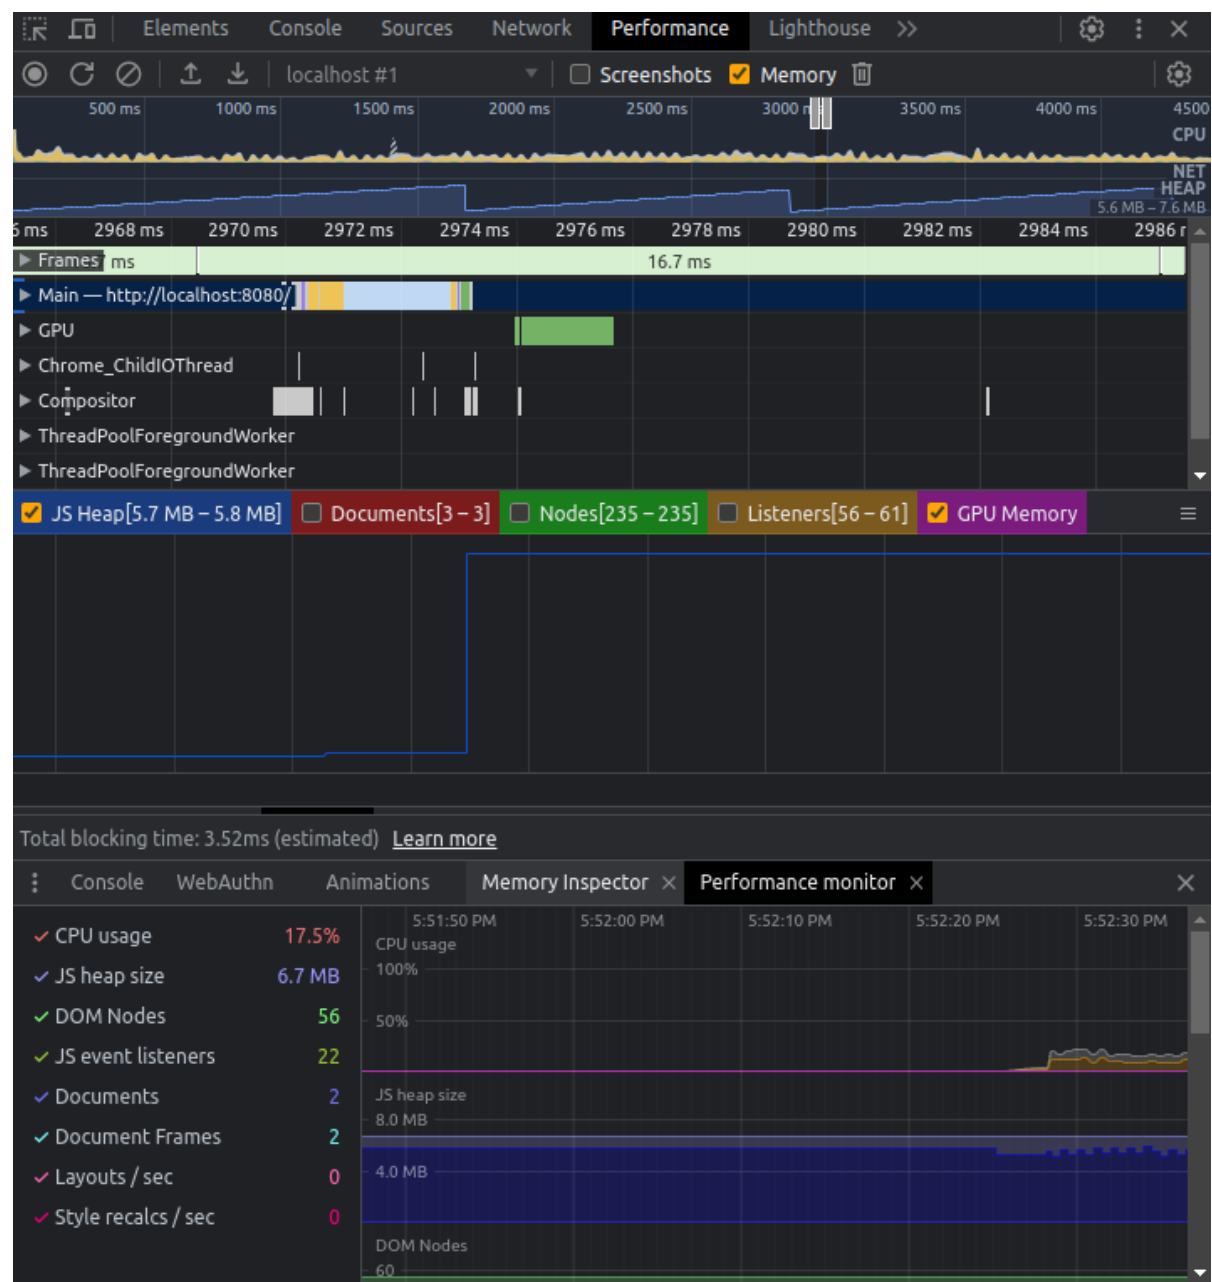 Elements Console Sources Network Performance Lighthouse
localhost #1 Screenshots Memory
500 ms 1000 ms 1500 ms 2000 ms 2500 ms 3000 3500 ms 4000 ms 4500
CPU
NET
HEAP
5.6 MB – 7.6 MB
ms 2968 ms 2970 ms 2972 ms 2974 ms 2976 ms 2978 ms 2980 ms 2982 ms 2984 ms 2986
Frames ms 16.7 ms
Main — http://localhost:8080/
GPU
Chrome_ChildIOThread
Compositor
ThreadPoolForegroundWorker
ThreadPoolForegroundWorker
JS Heap[5.7 MB – 5.8 MB] Documents[3 – 3] Nodes[235 – 235] Listeners[56 – 61] GPU Memory
Total blocking time: 3.52ms (estimated) Learn more
Console WebAuthn Animations Memory Inspector × Performance monitor ×
5:51:50 PM 5:52:00 PM 5:52:10 PM 5:52:20 PM 5:52:30 PM
CPU usage 17.5%
JS heap size 6.7 MB
DOM Nodes 56
JS event listeners 22
Documents 2
Document Frames 2
Layouts / sec 0
Style recalcs / sec 0
CPU usage
100%
50%
JS heap size
8.0 MB
4.0 MB
DOM Nodes
60